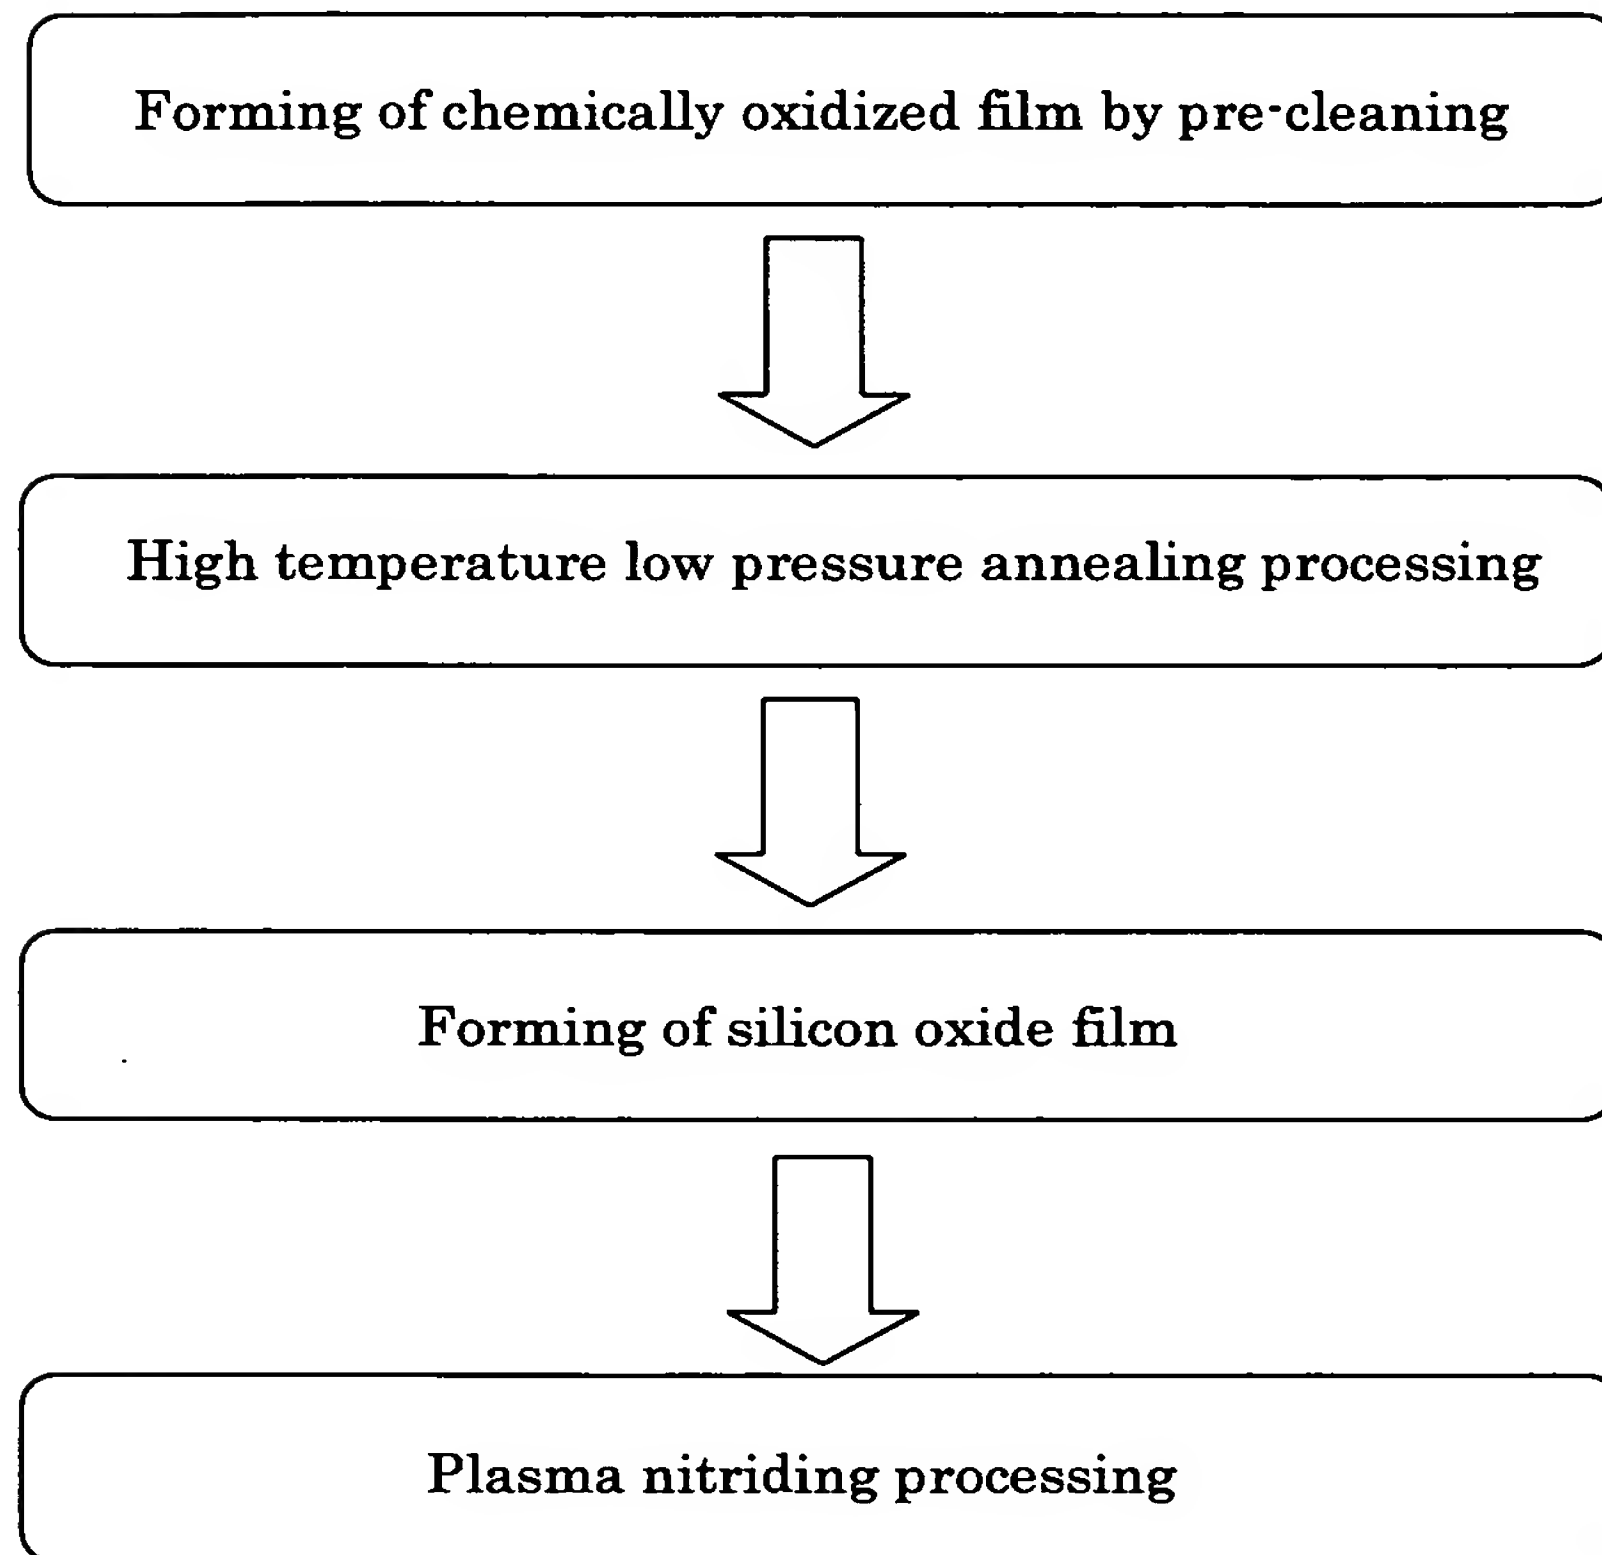 Forming of chemically oxidized film by pre-cleaning
High temperature low pressure annealing processing
Forming of silicon oxide film
Plasma nitriding processing